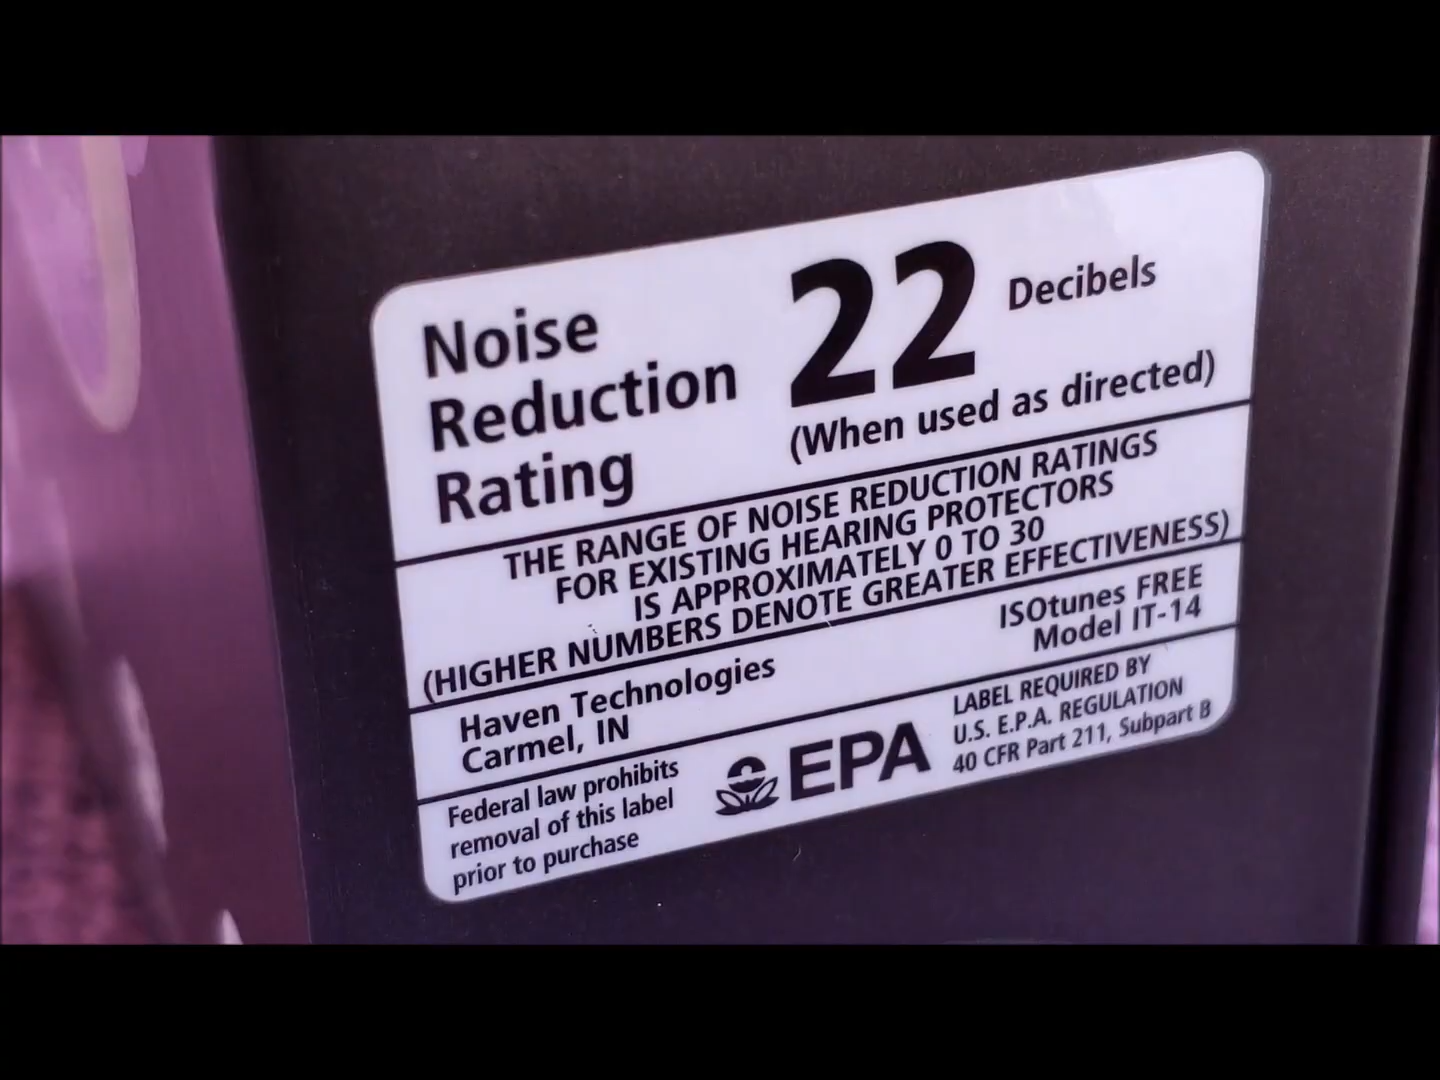 Noise
Reduction
Rating
22 Decibels
(When used as directed)
THE RANGE OF NOISE REDUCTION RATINGS
FOR EXISTING HEARING PROTECTORS
IS APPROXIMATELY 0 TO 30
(HIGHER NUMBERS DENOTE GREATER EFFECTIVENESS)
Haven Technologies
Carmel, IN
ISOtunes FREE
Model IT-14
Federal law prohibits
removal of this label
prior to purchase
EPA
LABEL REQUIRED BY
U.S. E.P.A. REGULATION
40 CFR Part 211, Subpart B